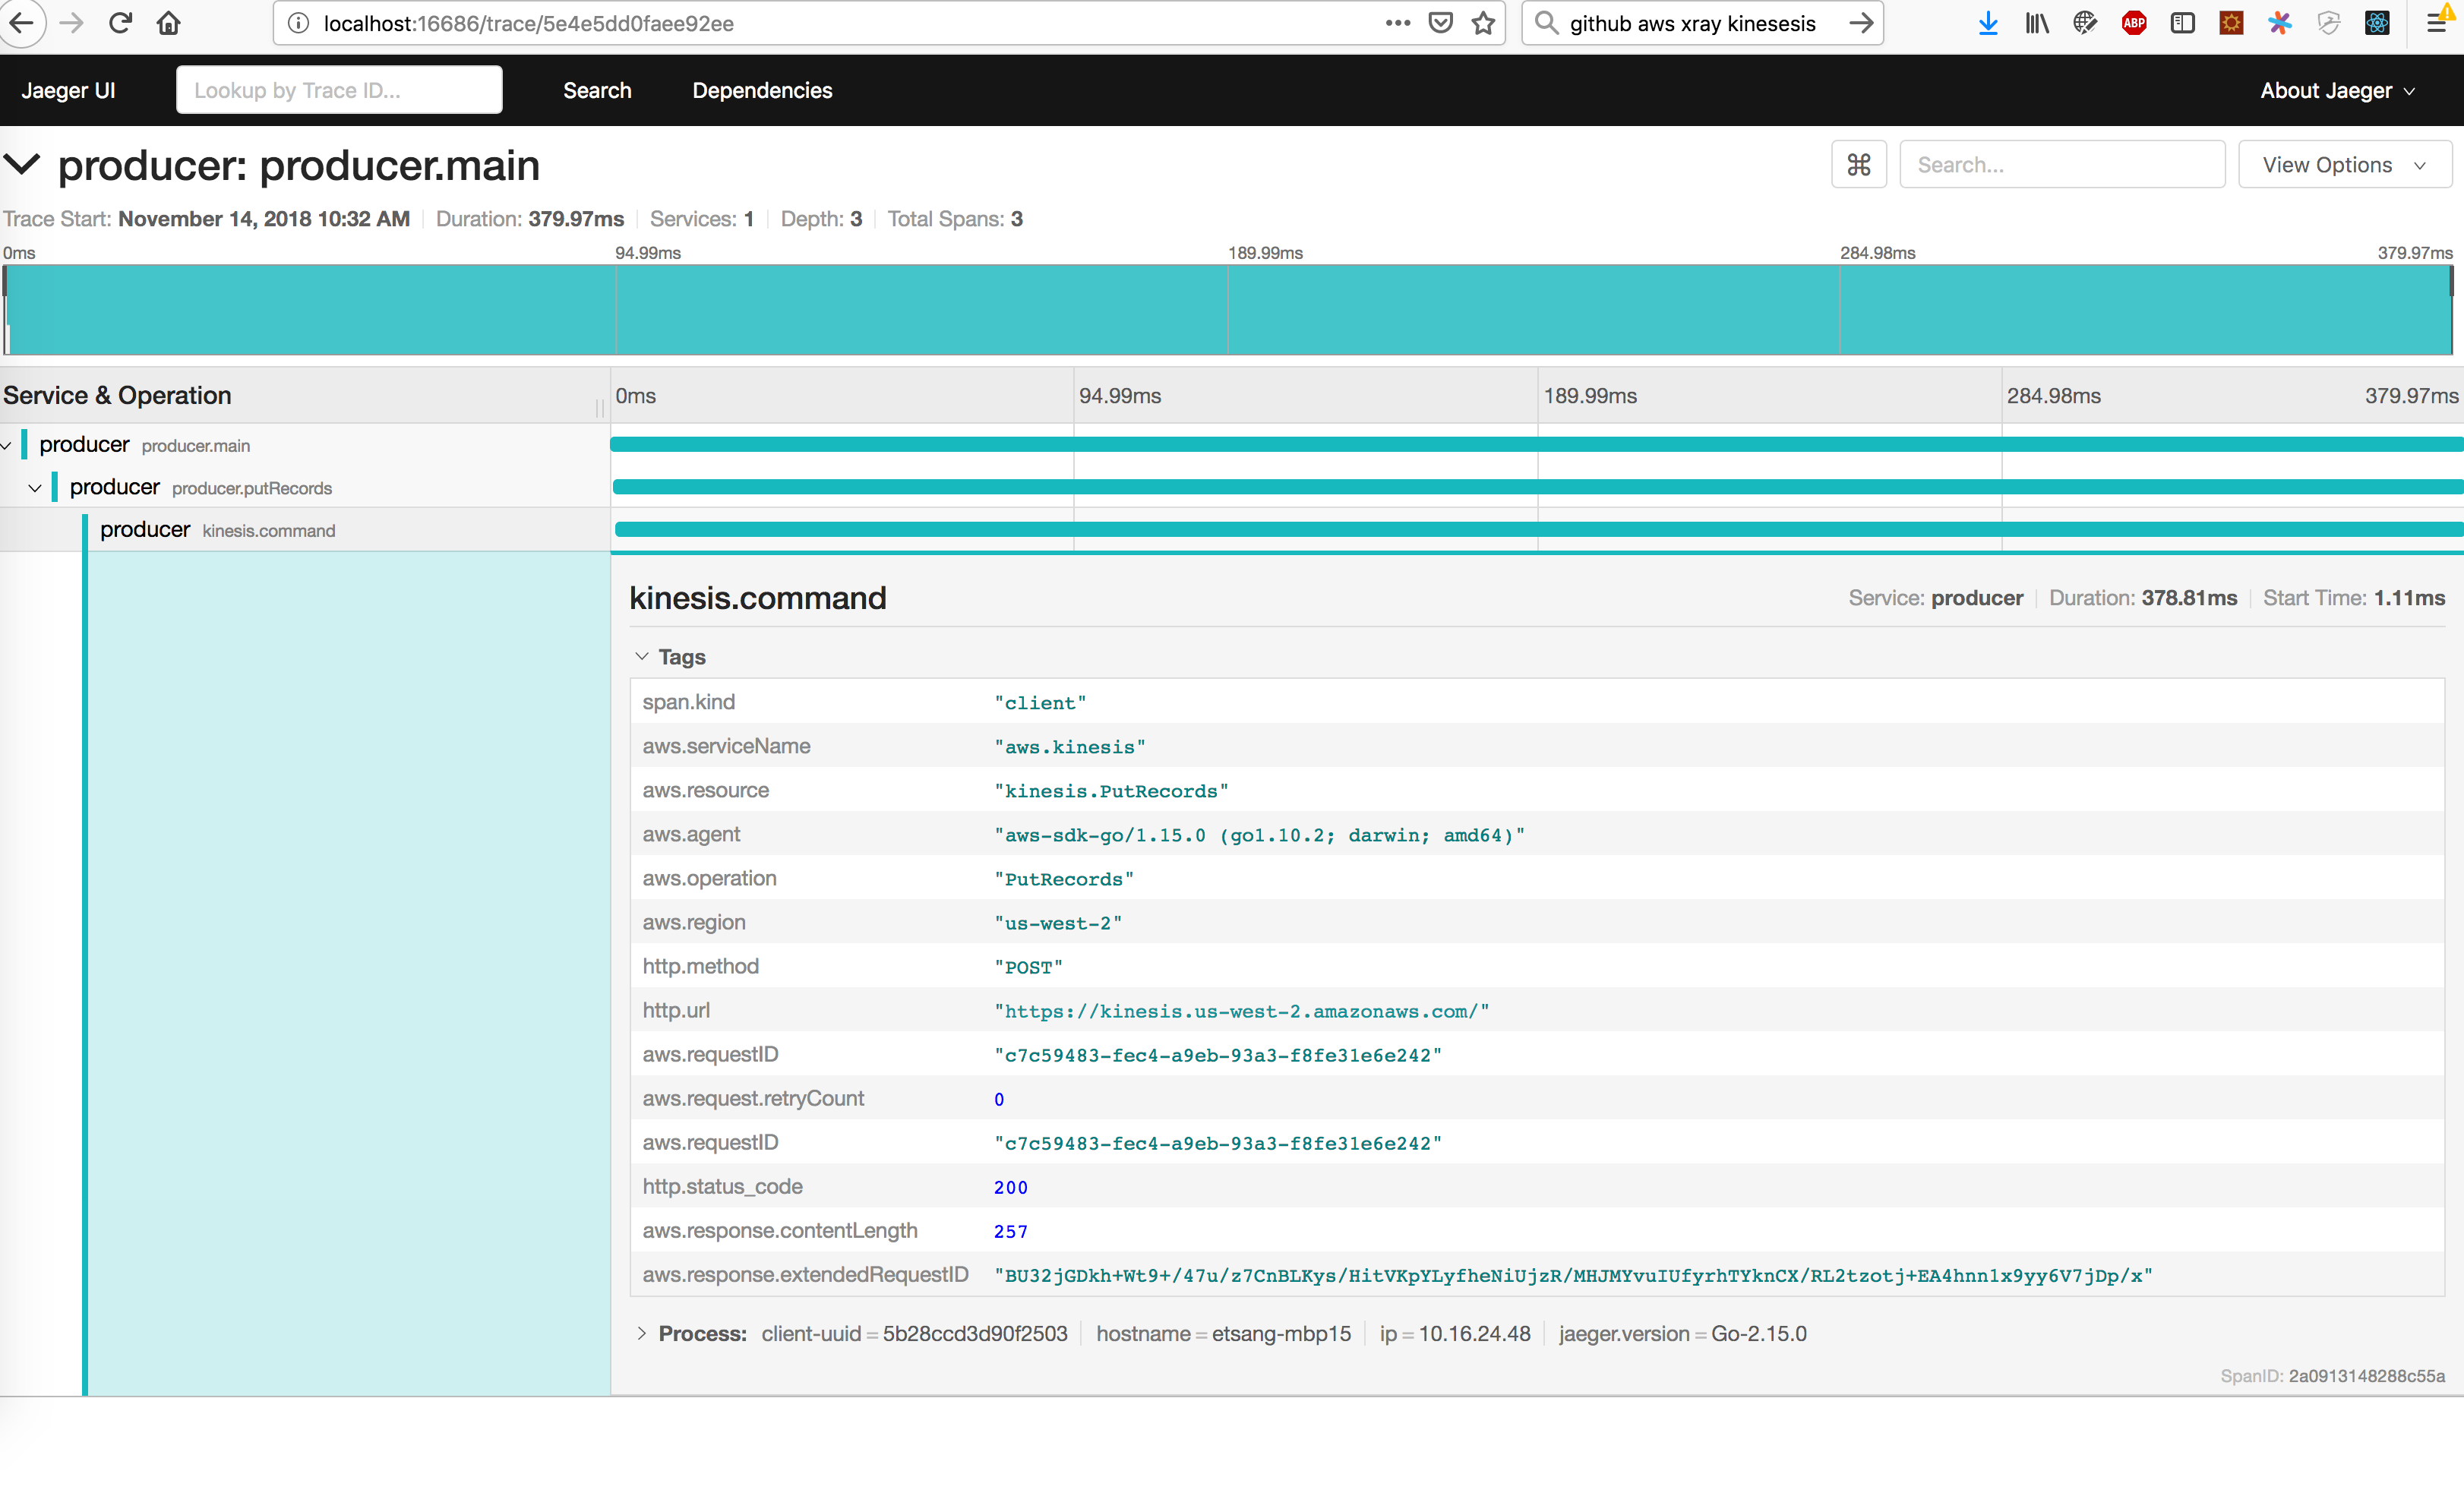 localhost:16686/trace/5e4e5dd0faee92ee
github aws xray kinesesis
ABP
Jaeger UI
Lookup by Trace ID...
Search
Dependencies
About Jaeger
producer: producer.main
Search...
View Options
Trace Start: November 14, 2018 10:32 AM Duration: 379.97ms Services: 1 Depth: 3 Total Spans: 3
0ms 94.99ms 189.99ms 284.98ms 379.97ms
Service & Operation 0ms 94.99ms 189.99ms 284.98ms 379.97ms
producer producer.main
producer producer.putRecords
producer kinesis.command
kinesis.command Service: producer Duration: 378.81ms Start Time: 1.11ms
Tags
span.kind "client"
aws.serviceName "aws.kinesis"
aws.resource "kinesis.PutRecords"
aws.agent "aws-sdk-go/1.15.0 (go1.10.2; darwin; amd64)"
aws.operation "PutRecords"
aws.region "us-west-2"
http.method "POST"
http.url "https://kinesis.us-west-2.amazonaws.com/"
aws.requestID "c7c59483-fec4-a9eb-93a3-f8fe31e6e242"
aws.request.retryCount 0
aws.requestID "c7c59483-fec4-a9eb-93a3-f8fe31e6e242"
http.status_code 200
aws.response.contentLength 257
aws.response.extendedRequestID "BU32jGDkh+Wt9+/47u/z7CnBLKys/HitVKpYLyfheNiUjzR/MHJMYvuIUfyrhTYknCX/RL2tzotj+EA4hnn1x9yy6V7jDp/x"
Process: client-uuid = 5b28ccd3d90f2503 hostname = etsang-mbp15 ip = 10.16.24.48 jaeger.version = Go-2.15.0
SpanID: 2a0913148288c55a